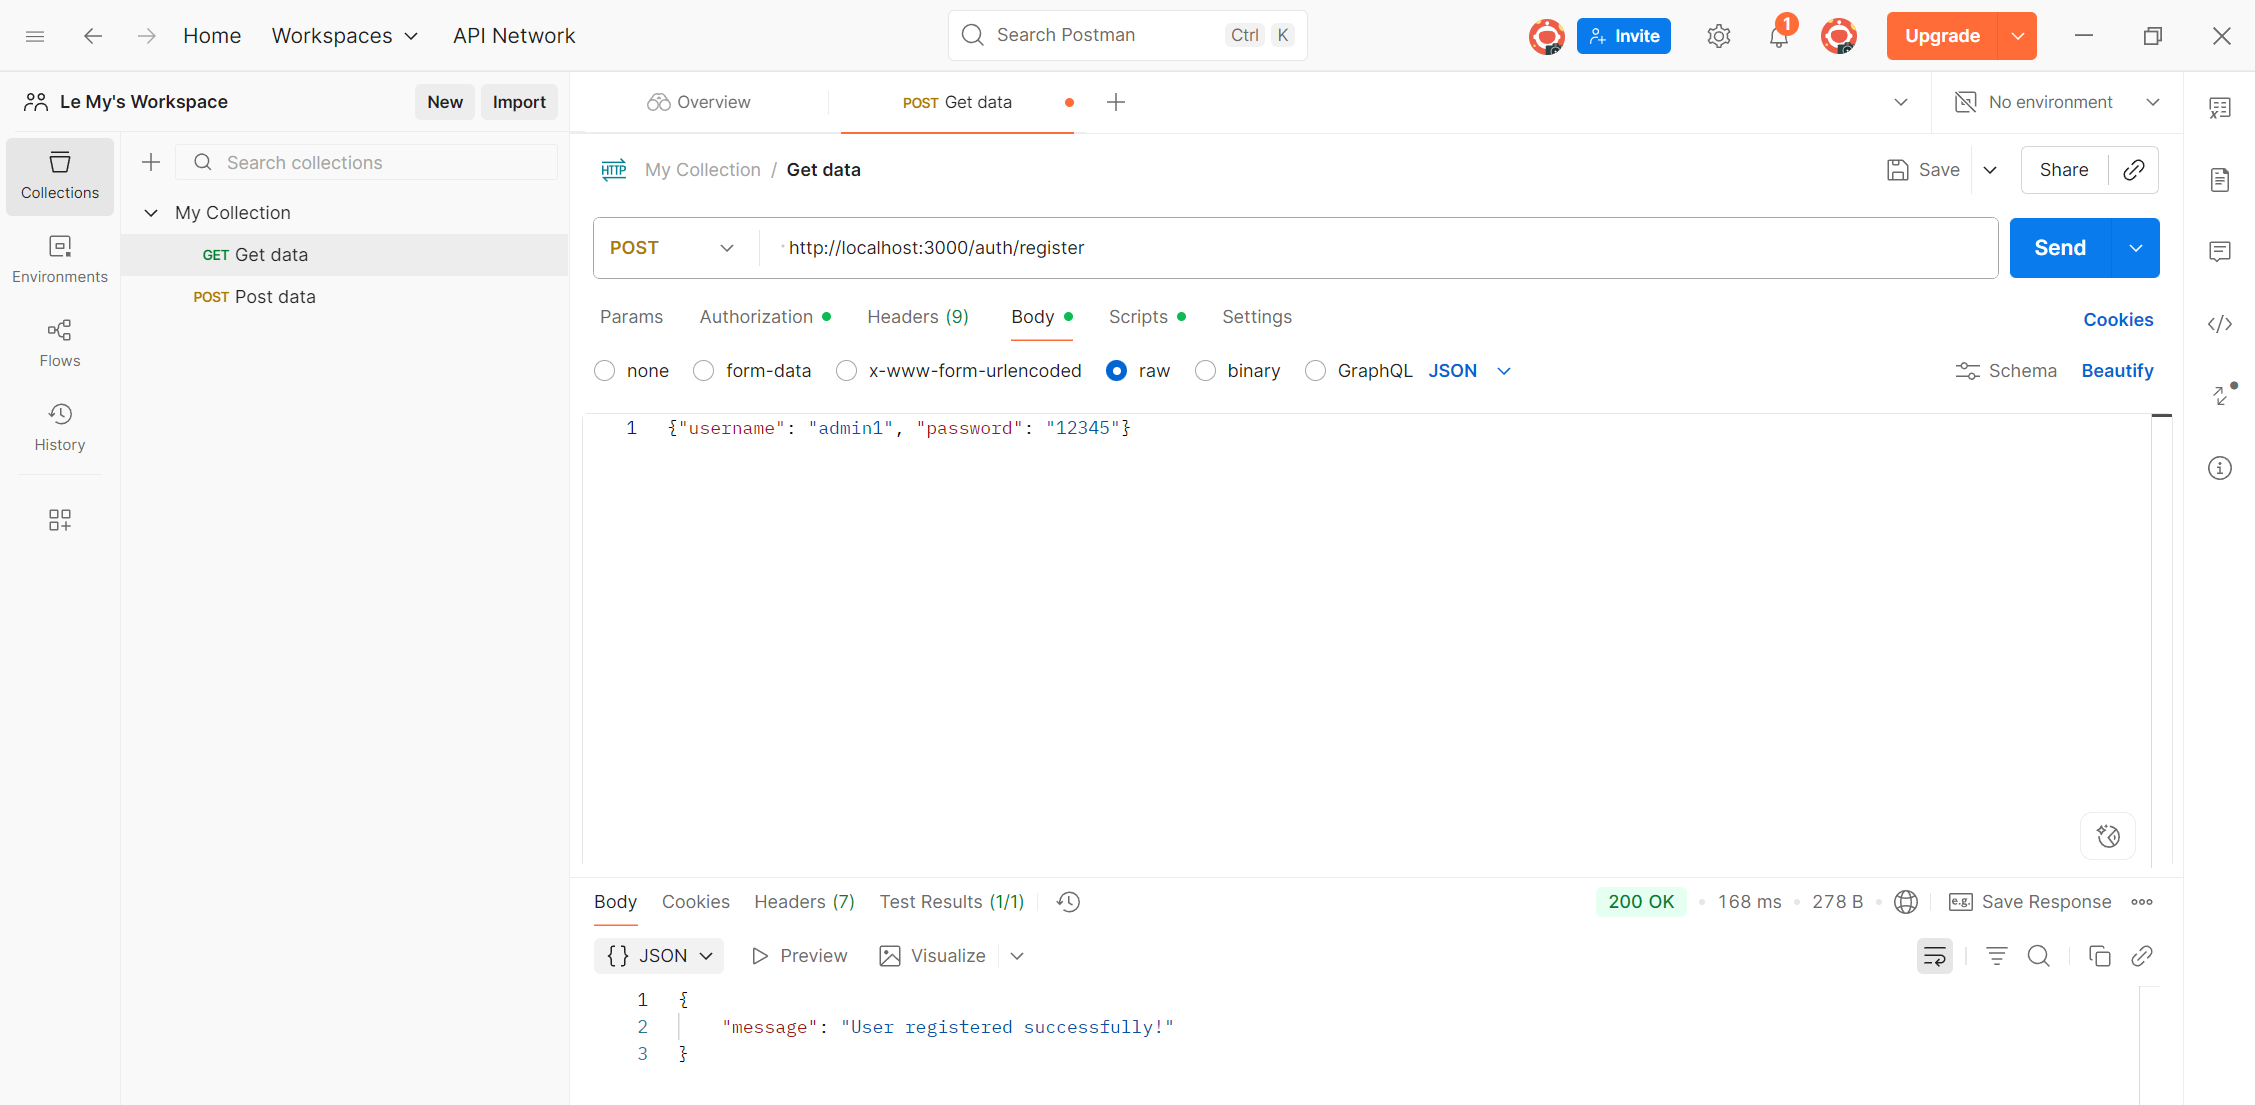 Home
Workspaces
API Network
Search Postman
Ctrl
K
Invite
1
Upgrade
Le My's Workspace
New
Import
Overview
POST Get data
No environment
Collections
Environments
Flows
History
Search collections
My Collection
GET Get data
POST Post data
HTTP
My Collection / Get data
Save
Share
POST
http://localhost:3000/auth/register
Send
Params
Authorization
Headers (9)
Body
Scripts
Settings
Cookies
none
form-data
x-www-form-urlencoded
raw
binary
GraphQL
JSON
Schema
Beautify
1 {"username": "admin1", "password": "12345"}
Body
Cookies
Headers (7)
Test Results (1/1)
200 OK
168 ms
278 B
e.g.
Save Response
{} JSON
Preview
Visualize
1 {
2 "message": "User registered successfully!"
3 }